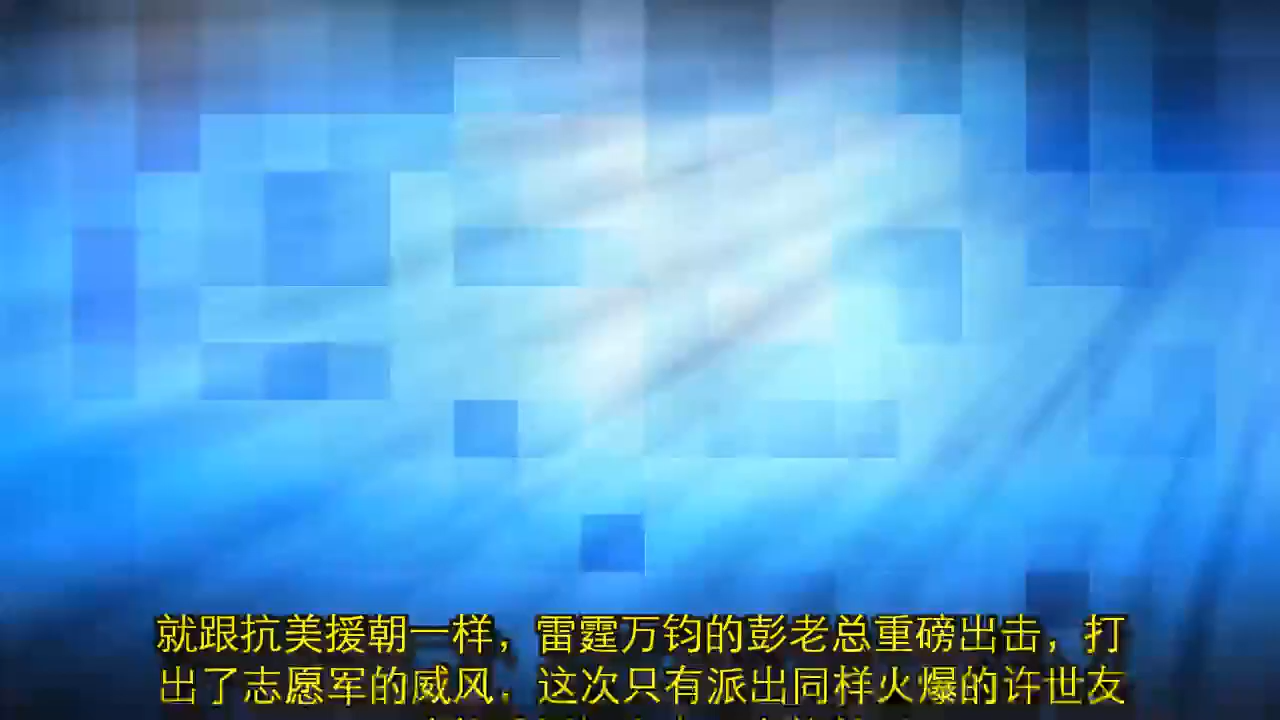 就跟抗美援朝一样，雷霆万钧的彭老总重磅出击，打
出了志愿军的威风．这次只有派出同样火爆的许世友